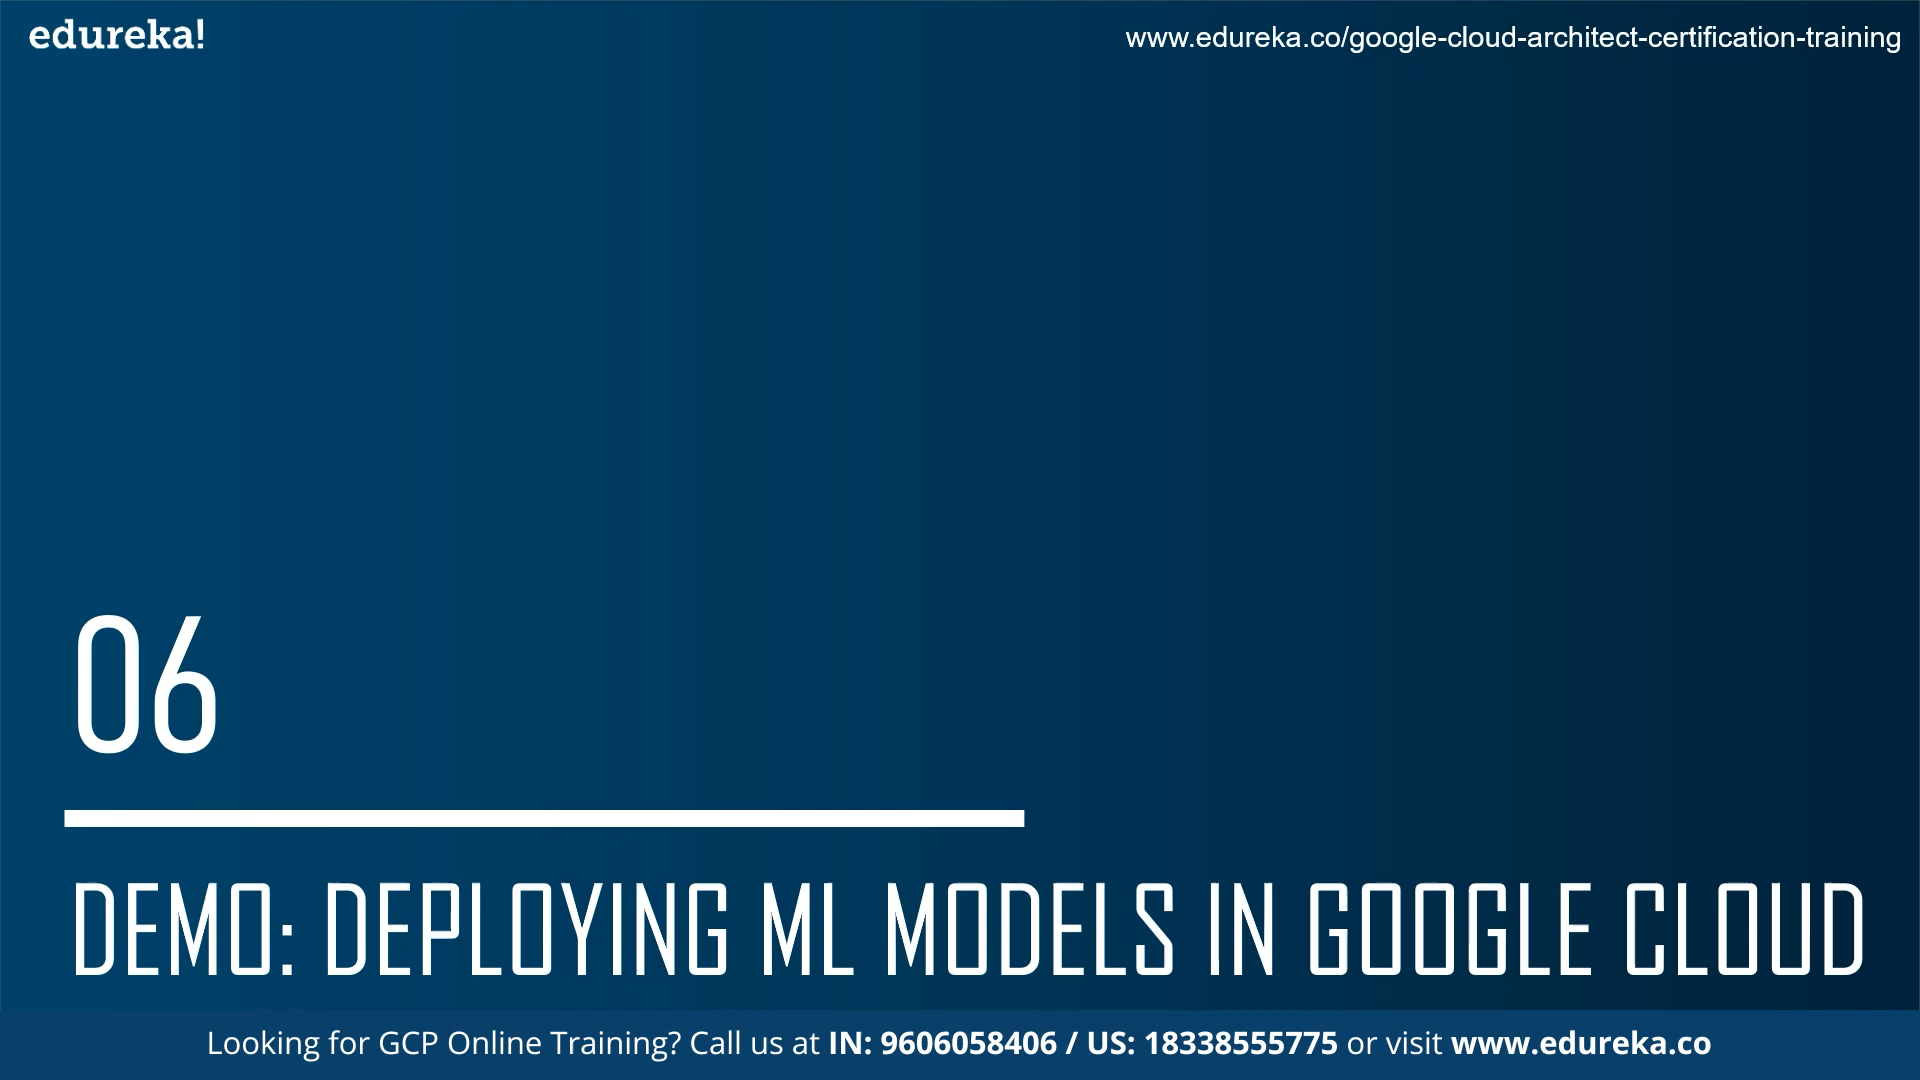 edureka!
www.edureka.co/google-cloud-architect-certification-training
06
DEMO: DEPLOYING ML MODELS IN GOOGLE CLOUD
Looking for GCP Online Training? Call us at IN: 9606058406 / US: 18338555775 or visit www.edureka.co